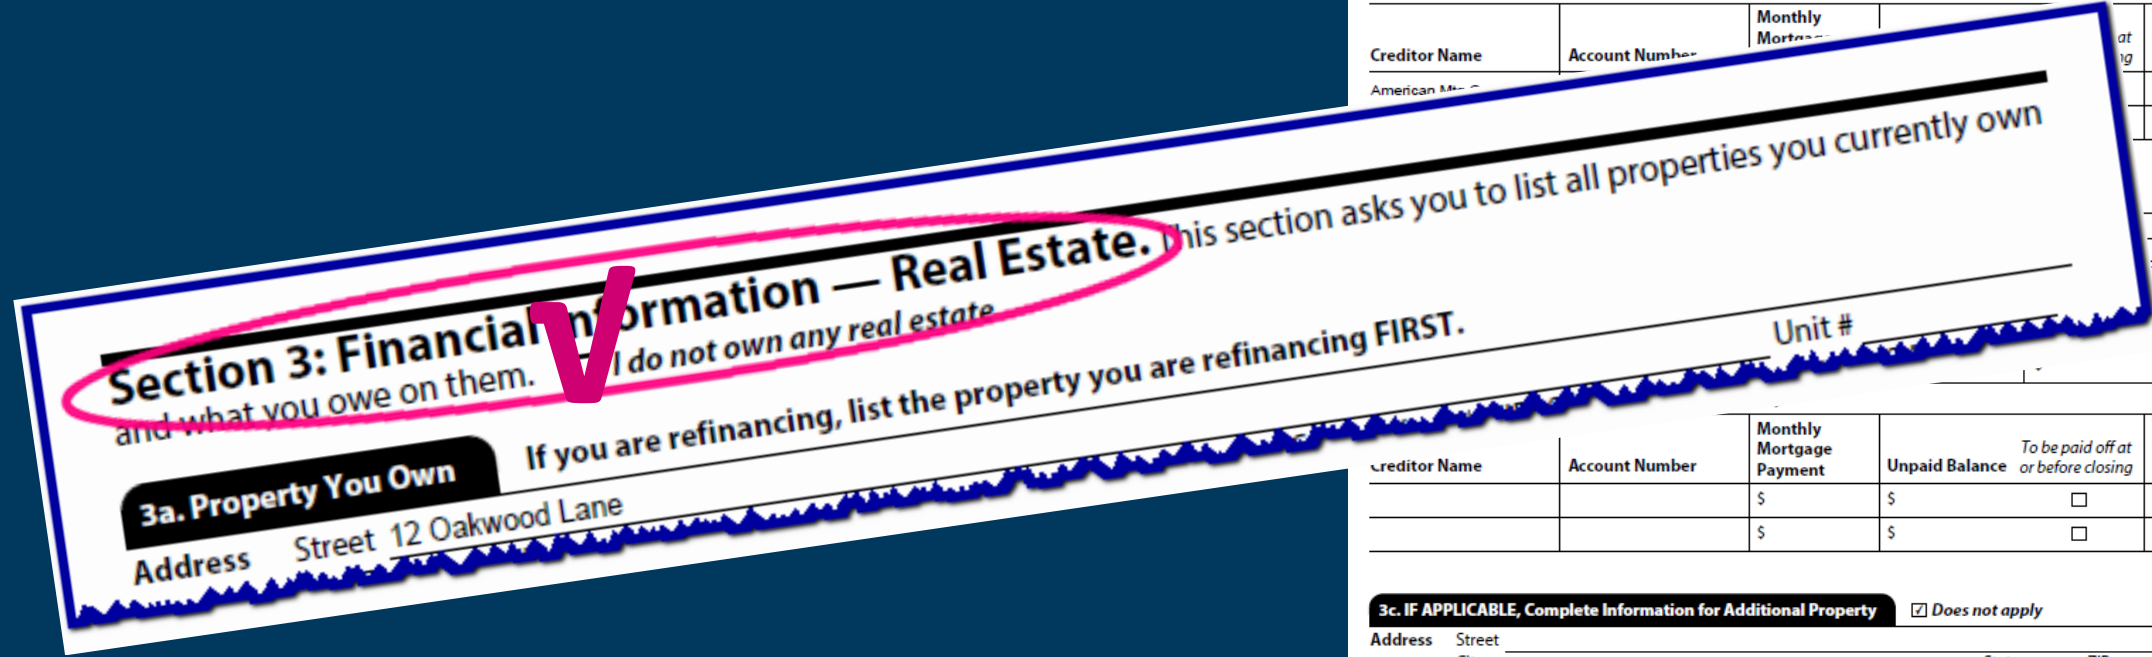 Section 3: Financial Information — Real Estate. This section asks you to list all properties you currently own
and what you owe on them. √ I do not own any real estate
3a. Property You Own If you are refinancing, list the property you are refinancing FIRST.
Address Street 12 Oakwood Lane Unit #
Creditor Name Account Number Monthly
American
Creditor Name Account Number Monthly Mortgage Payment Unpaid Balance To be paid off at or before closing
$ $ ☐
$ $ ☐
3c. IF APPLICABLE, Complete Information for Additional Property ☑ Does not apply
Address Street